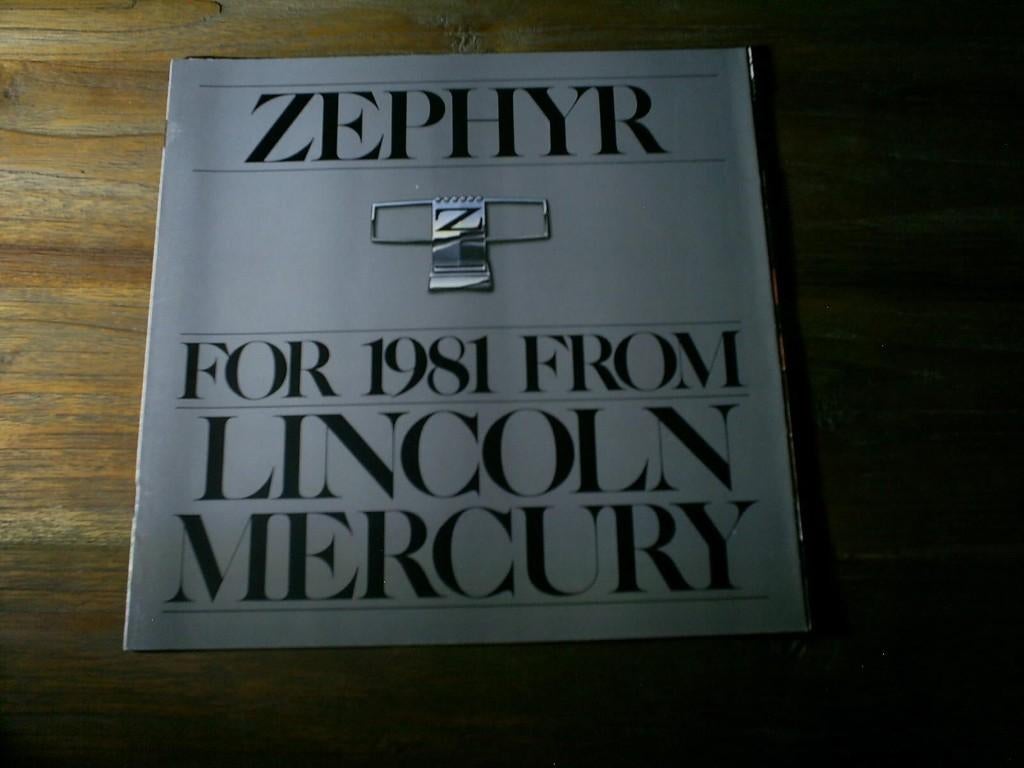 ZEPHYR
Z
FOR 1981 FROM
LINCOLN
MERCURY